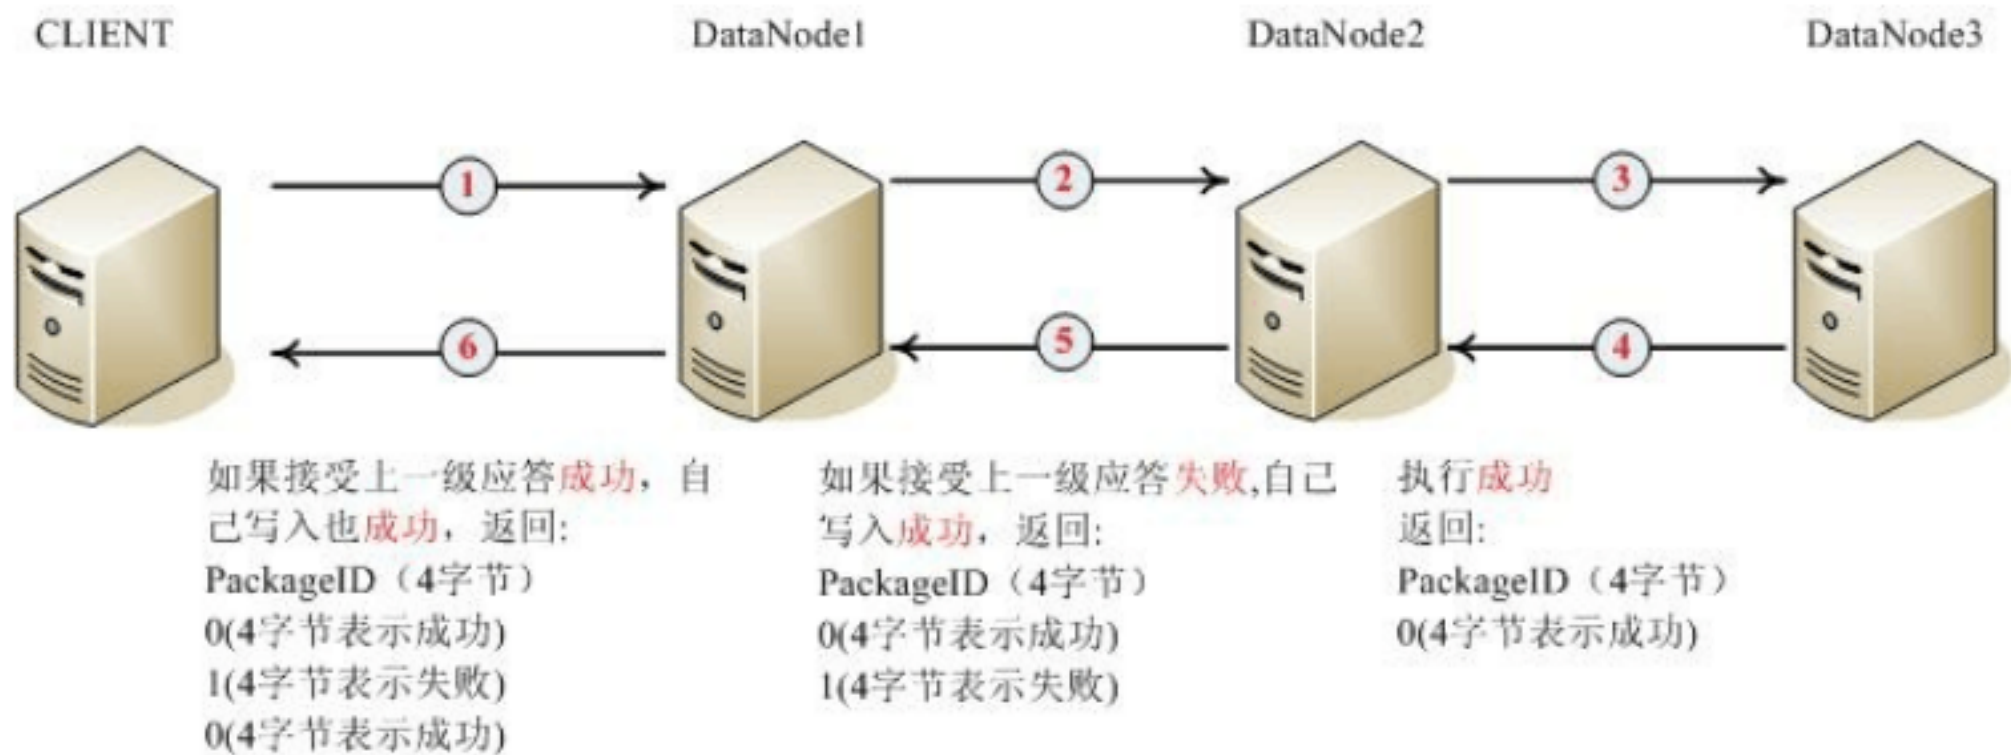 CLIENT
DataNode1
DataNode2
DataNode3
1
2
3
6
5
4
如果接受上一级应答成功，自
己写入也成功，返回:
PackageID（4字节）
0(4字节表示成功)
1(4字节表示失败)
0(4字节表示成功)
如果接受上一级应答失败,自己
写入成功，返回:
PackageID（4字节）
0(4字节表示成功)
1(4字节表示失败)
执行成功
返回:
PackageID（4字节）
0(4字节表示成功)